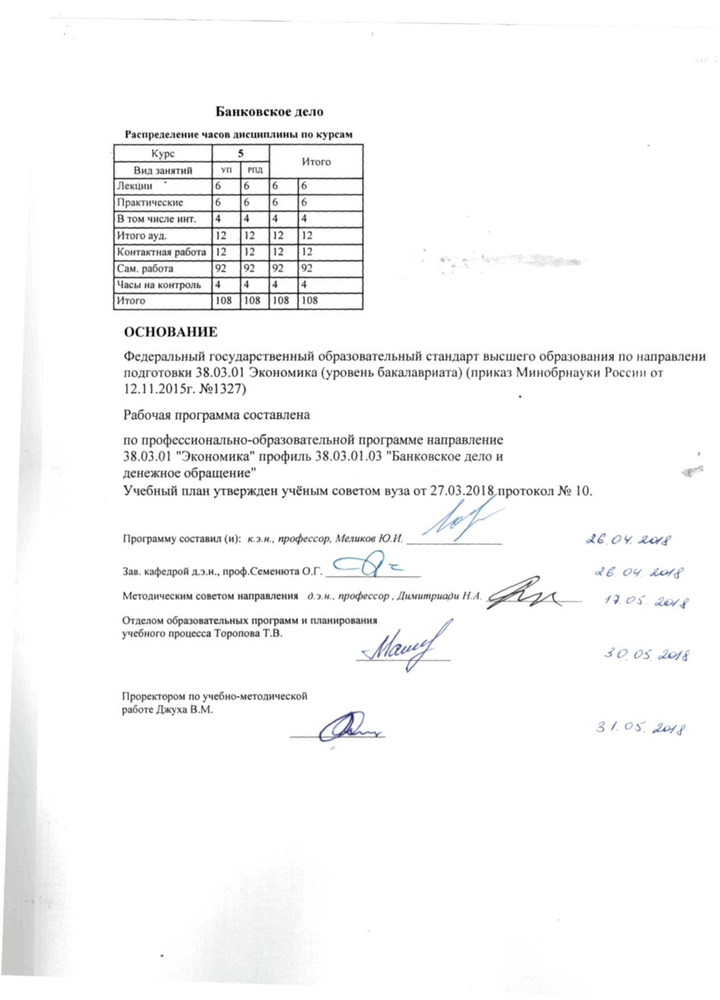 стр. 2
Банковское дело
Распределение часов дисциплины по курсам
Курс 5 Итого
Вид занятий УП РПД
Лекции 6 6 6 6
Практические 6 6 6 6
В том числе инт. 4 4 4 4
Итого ауд. 12 12 12 12
Контактная работа 12 12 12 12
Сам. работа 92 92 92 92
Часы на контроль 4 4 4 4
Итого 108 108 108 108
ОСНОВАНИЕ
Федеральный государственный образовательный стандарт высшего образования по направлени
подготовки 38.03.01 Экономика (уровень бакалавриата) (приказ Минобрнауки России от
12.11.2015г. №1327)
Рабочая программа составлена
по профессионально-образовательной программе направление
38.03.01 "Экономика" профиль 38.03.01.03 "Банковское дело и
денежное обращение"
Учебный план утвержден учёным советом вуза от 27.03.2018 протокол № 10.
Программу составил (и): к.э.н., профессор, Меликов Ю.И. 26.04.2018
Зав. кафедрой д.э.н., проф.Семенюта О.Г. 26.04.2018
Методическим советом направления д.э.н., профессор , Димитриади Н.А. 17.05.2018
Отделом образовательных программ и планирования
учебного процесса Торопова Т.В.
30.05.2018
Проректором по учебно-методической
работе Джуха В.М.
31.05.2018